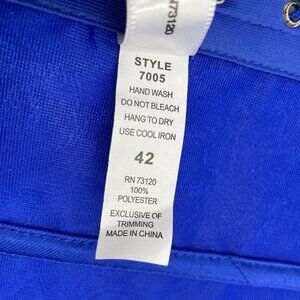 73120
STYLE
7005
HAND WASH
DO NOT BLEACH
HANG TO DRY
USE COOL IRON
42
RN 73120
100%
POLYESTER
EXCLUSIVE OF
TRIMMING
MADE IN CHINA